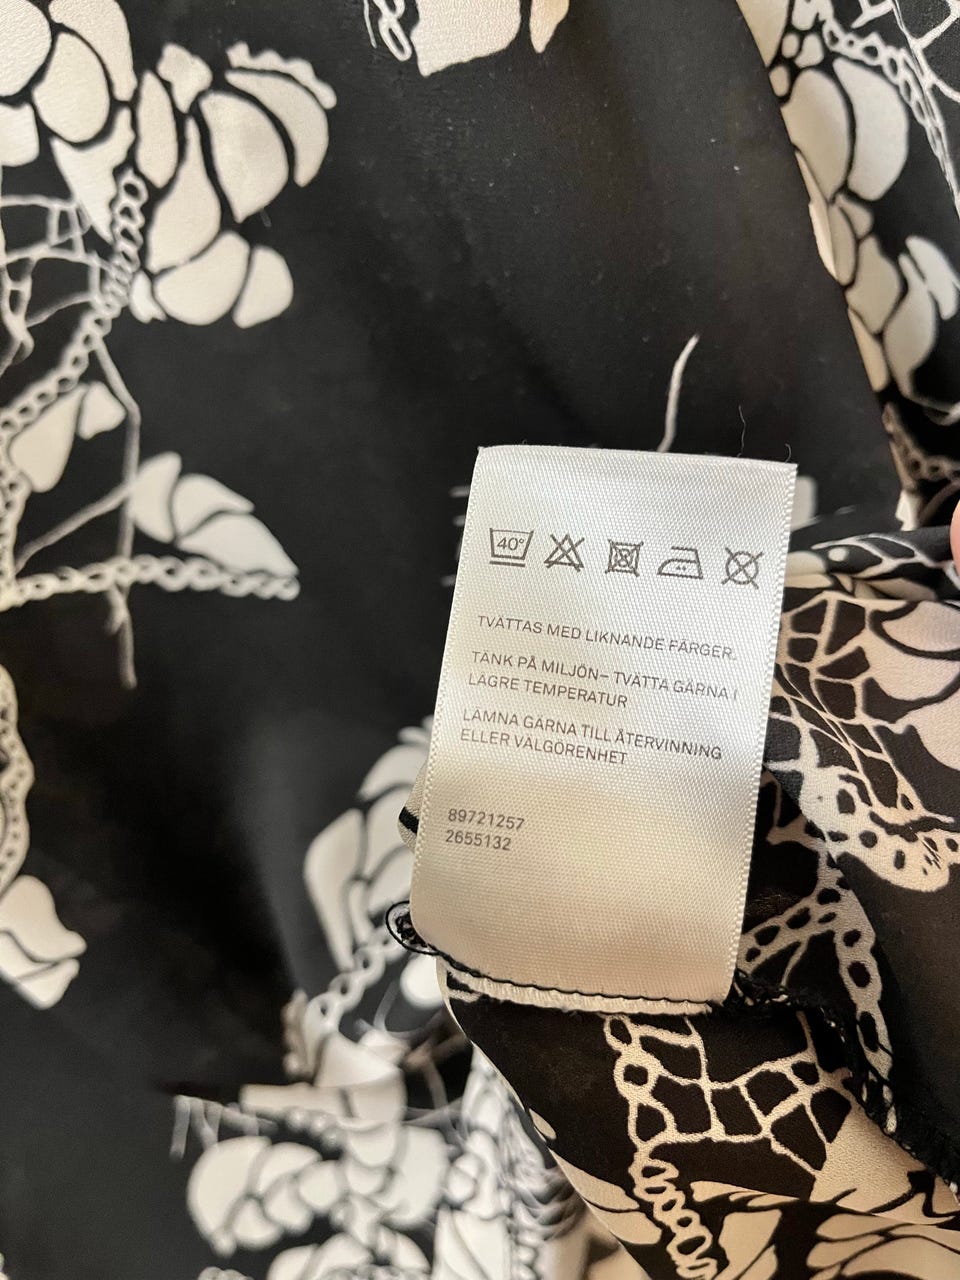 40°
TVÄTTAS MED LIKNANDE FÄRGER.
TÄNK PÅ MILJÖN– TVÄTTA GÄRNA I
LÄGRE TEMPERATUR
LÄMNA GÄRNA TILL ÅTERVINNING
ELLER VÄLGÖRENHET
89721257
2655132